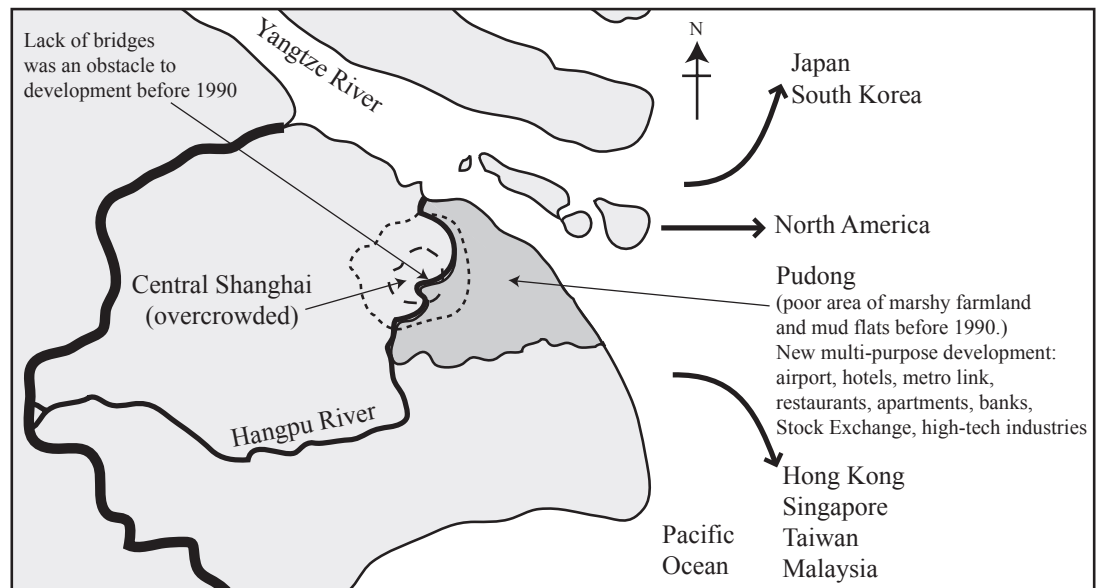 Lack of bridges
was an obstacle to
development before 1990
Yangtze River
N
Japan
South Korea
North America
Central Shanghai
(overcrowded)
Pudong
(poor area of marshy farmland
and mud flats before 1990.)
New multi-purpose development:
airport, hotels, metro link,
restaurants, apartments, banks,
Stock Exchange, high-tech industries
Hangpu River
Hong Kong
Singapore
Taiwan
Malaysia
Pacific
Ocean